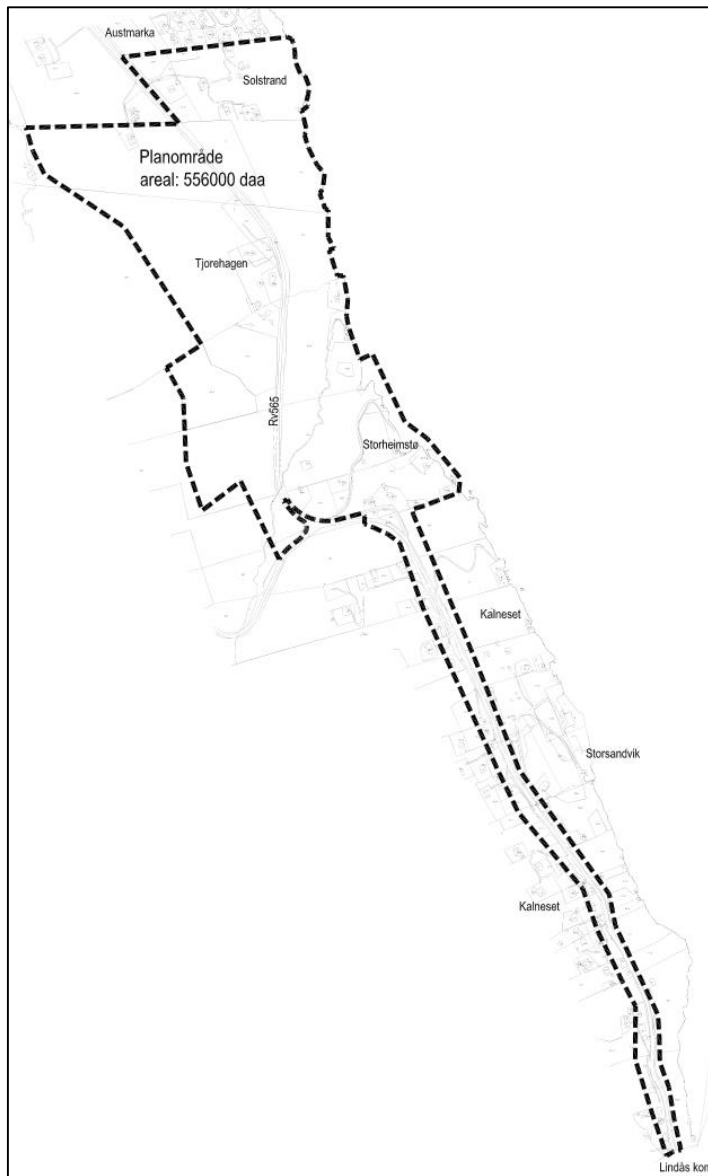 Austmarka
Solstrand
Planområde
areal: 556000 daa
Tjorehagen
Rv565
Storheimstø
Kalneset
Storsandvik
Kalneset
Lindås kom